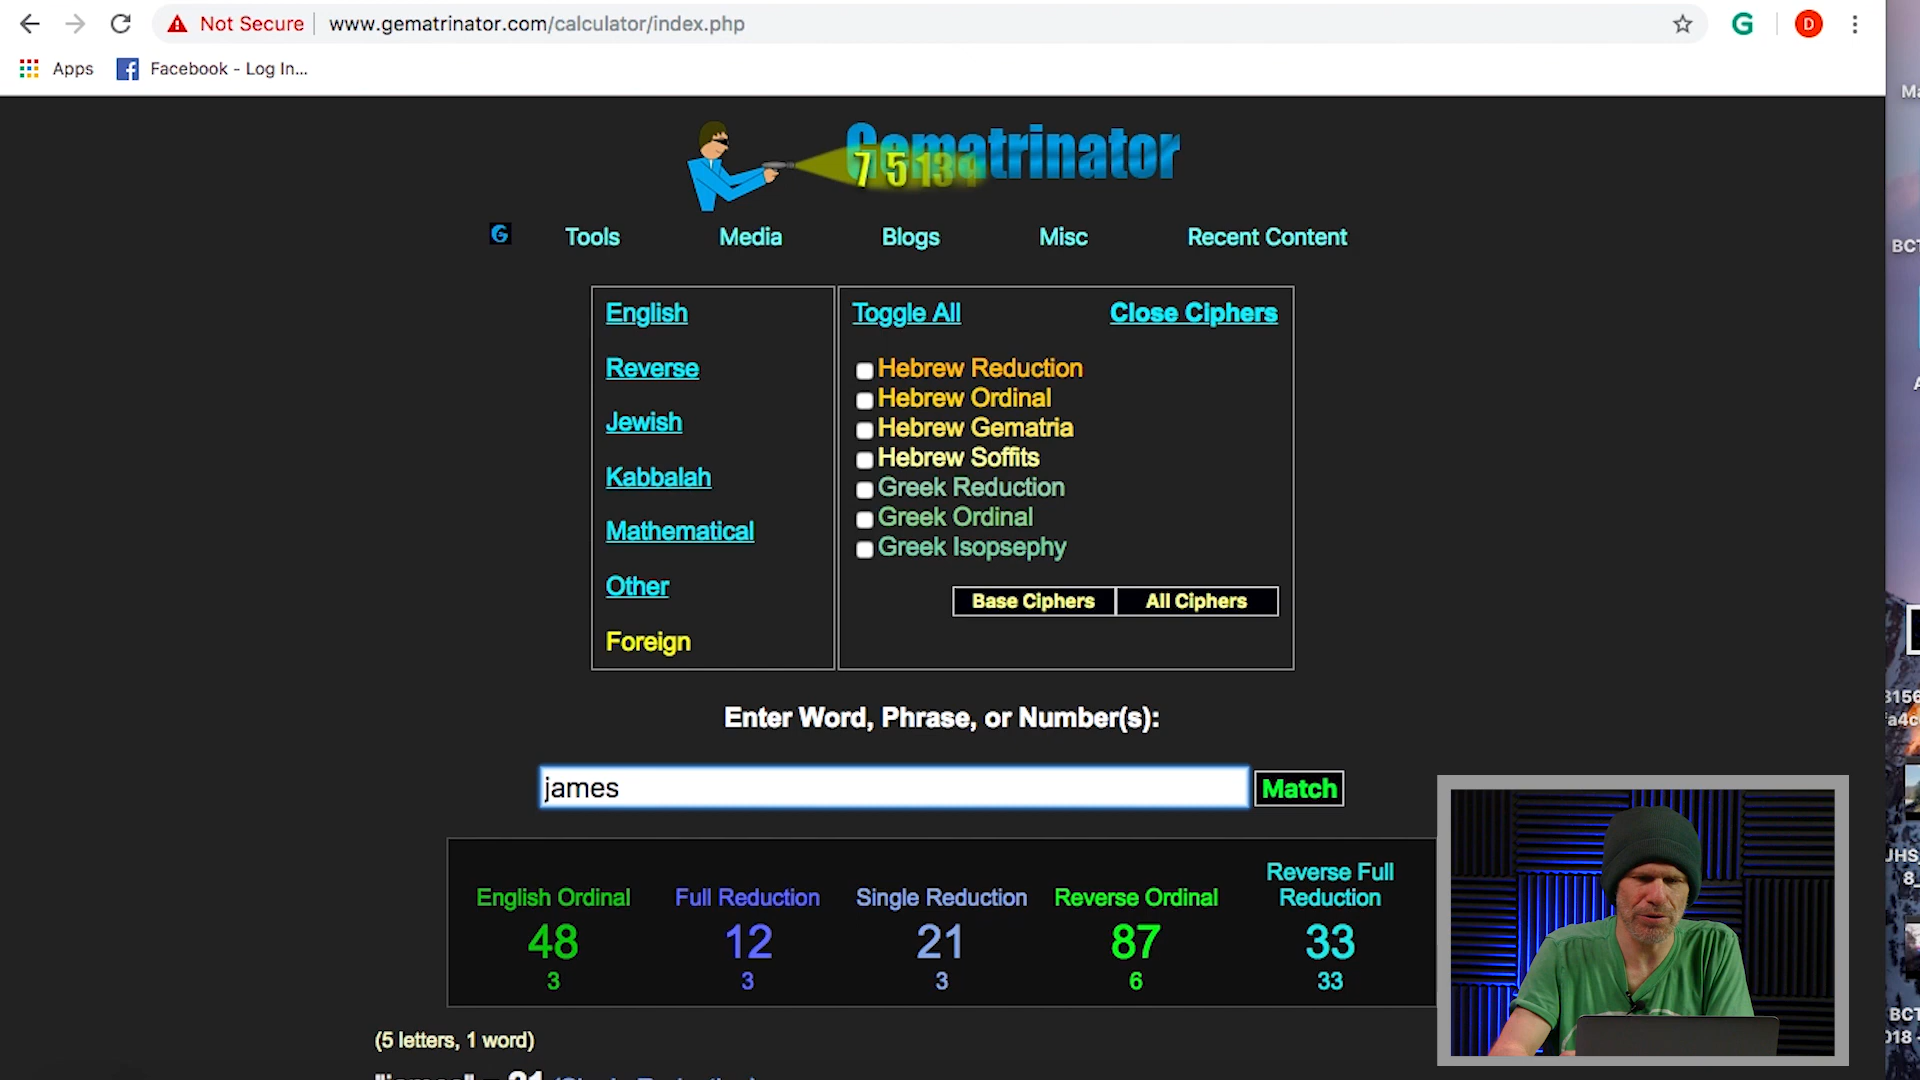 Not Secure | www.gematrinator.com/calculator/index.php
G
D
Apps Facebook - Log In...
Gematrinator
7 5 13 9
G Tools Media Blogs Misc Recent Content
English
Reverse
Jewish
Kabbalah
Mathematical
Other
Foreign
Toggle All Close Ciphers
Hebrew Reduction
Hebrew Ordinal
Hebrew Gematria
Hebrew Soffits
Greek Reduction
Greek Ordinal
Greek Isopsephy
Base Ciphers All Ciphers
Enter Word, Phrase, or Number(s):
james Match
English Ordinal Full Reduction Single Reduction Reverse Ordinal Reverse Full Reduction
48 12 21 87 33
3 3 3 6 33
(5 letters, 1 word)